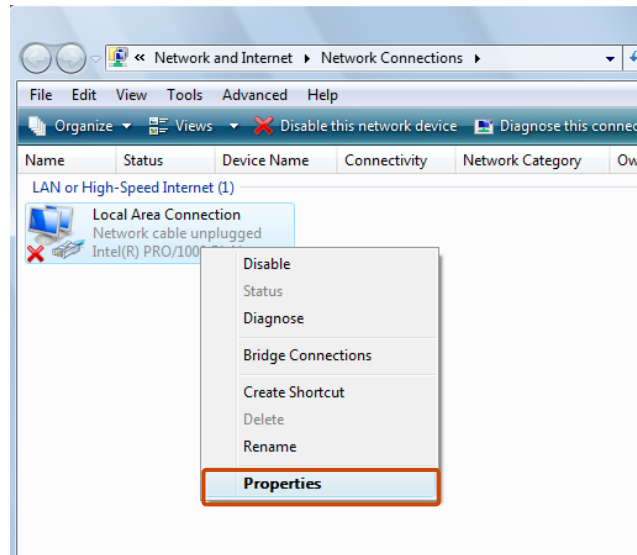 « Network and Internet ▸ Network Connections ▸
File Edit View Tools Advanced Help
Organize Views Disable this network device Diagnose this connec
Name Status Device Name Connectivity Network Category Ow
LAN or High-Speed Internet (1)
Local Area Connection
Network cable unplugged
Intel(R) PRO/100
Disable
Status
Diagnose
Bridge Connections
Create Shortcut
Delete
Rename
Properties